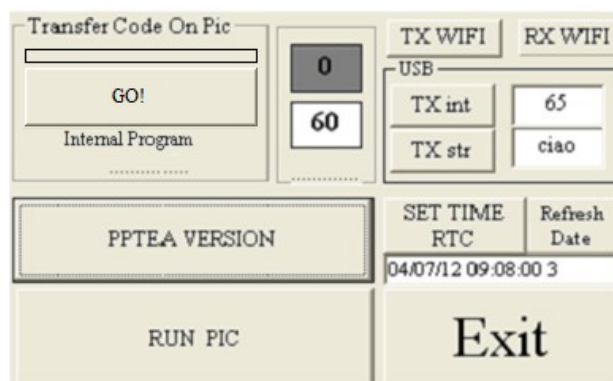 Transfer Code On Pic
GO!
Internal Program
0
60
TX WIFI
RX WIFI
USB
TX int
65
TX str
ciao
PPTEA VERSION
SET TIME
RTC
Refresh
Date
04/07/12 09:08:00 3
RUN PIC
Exit